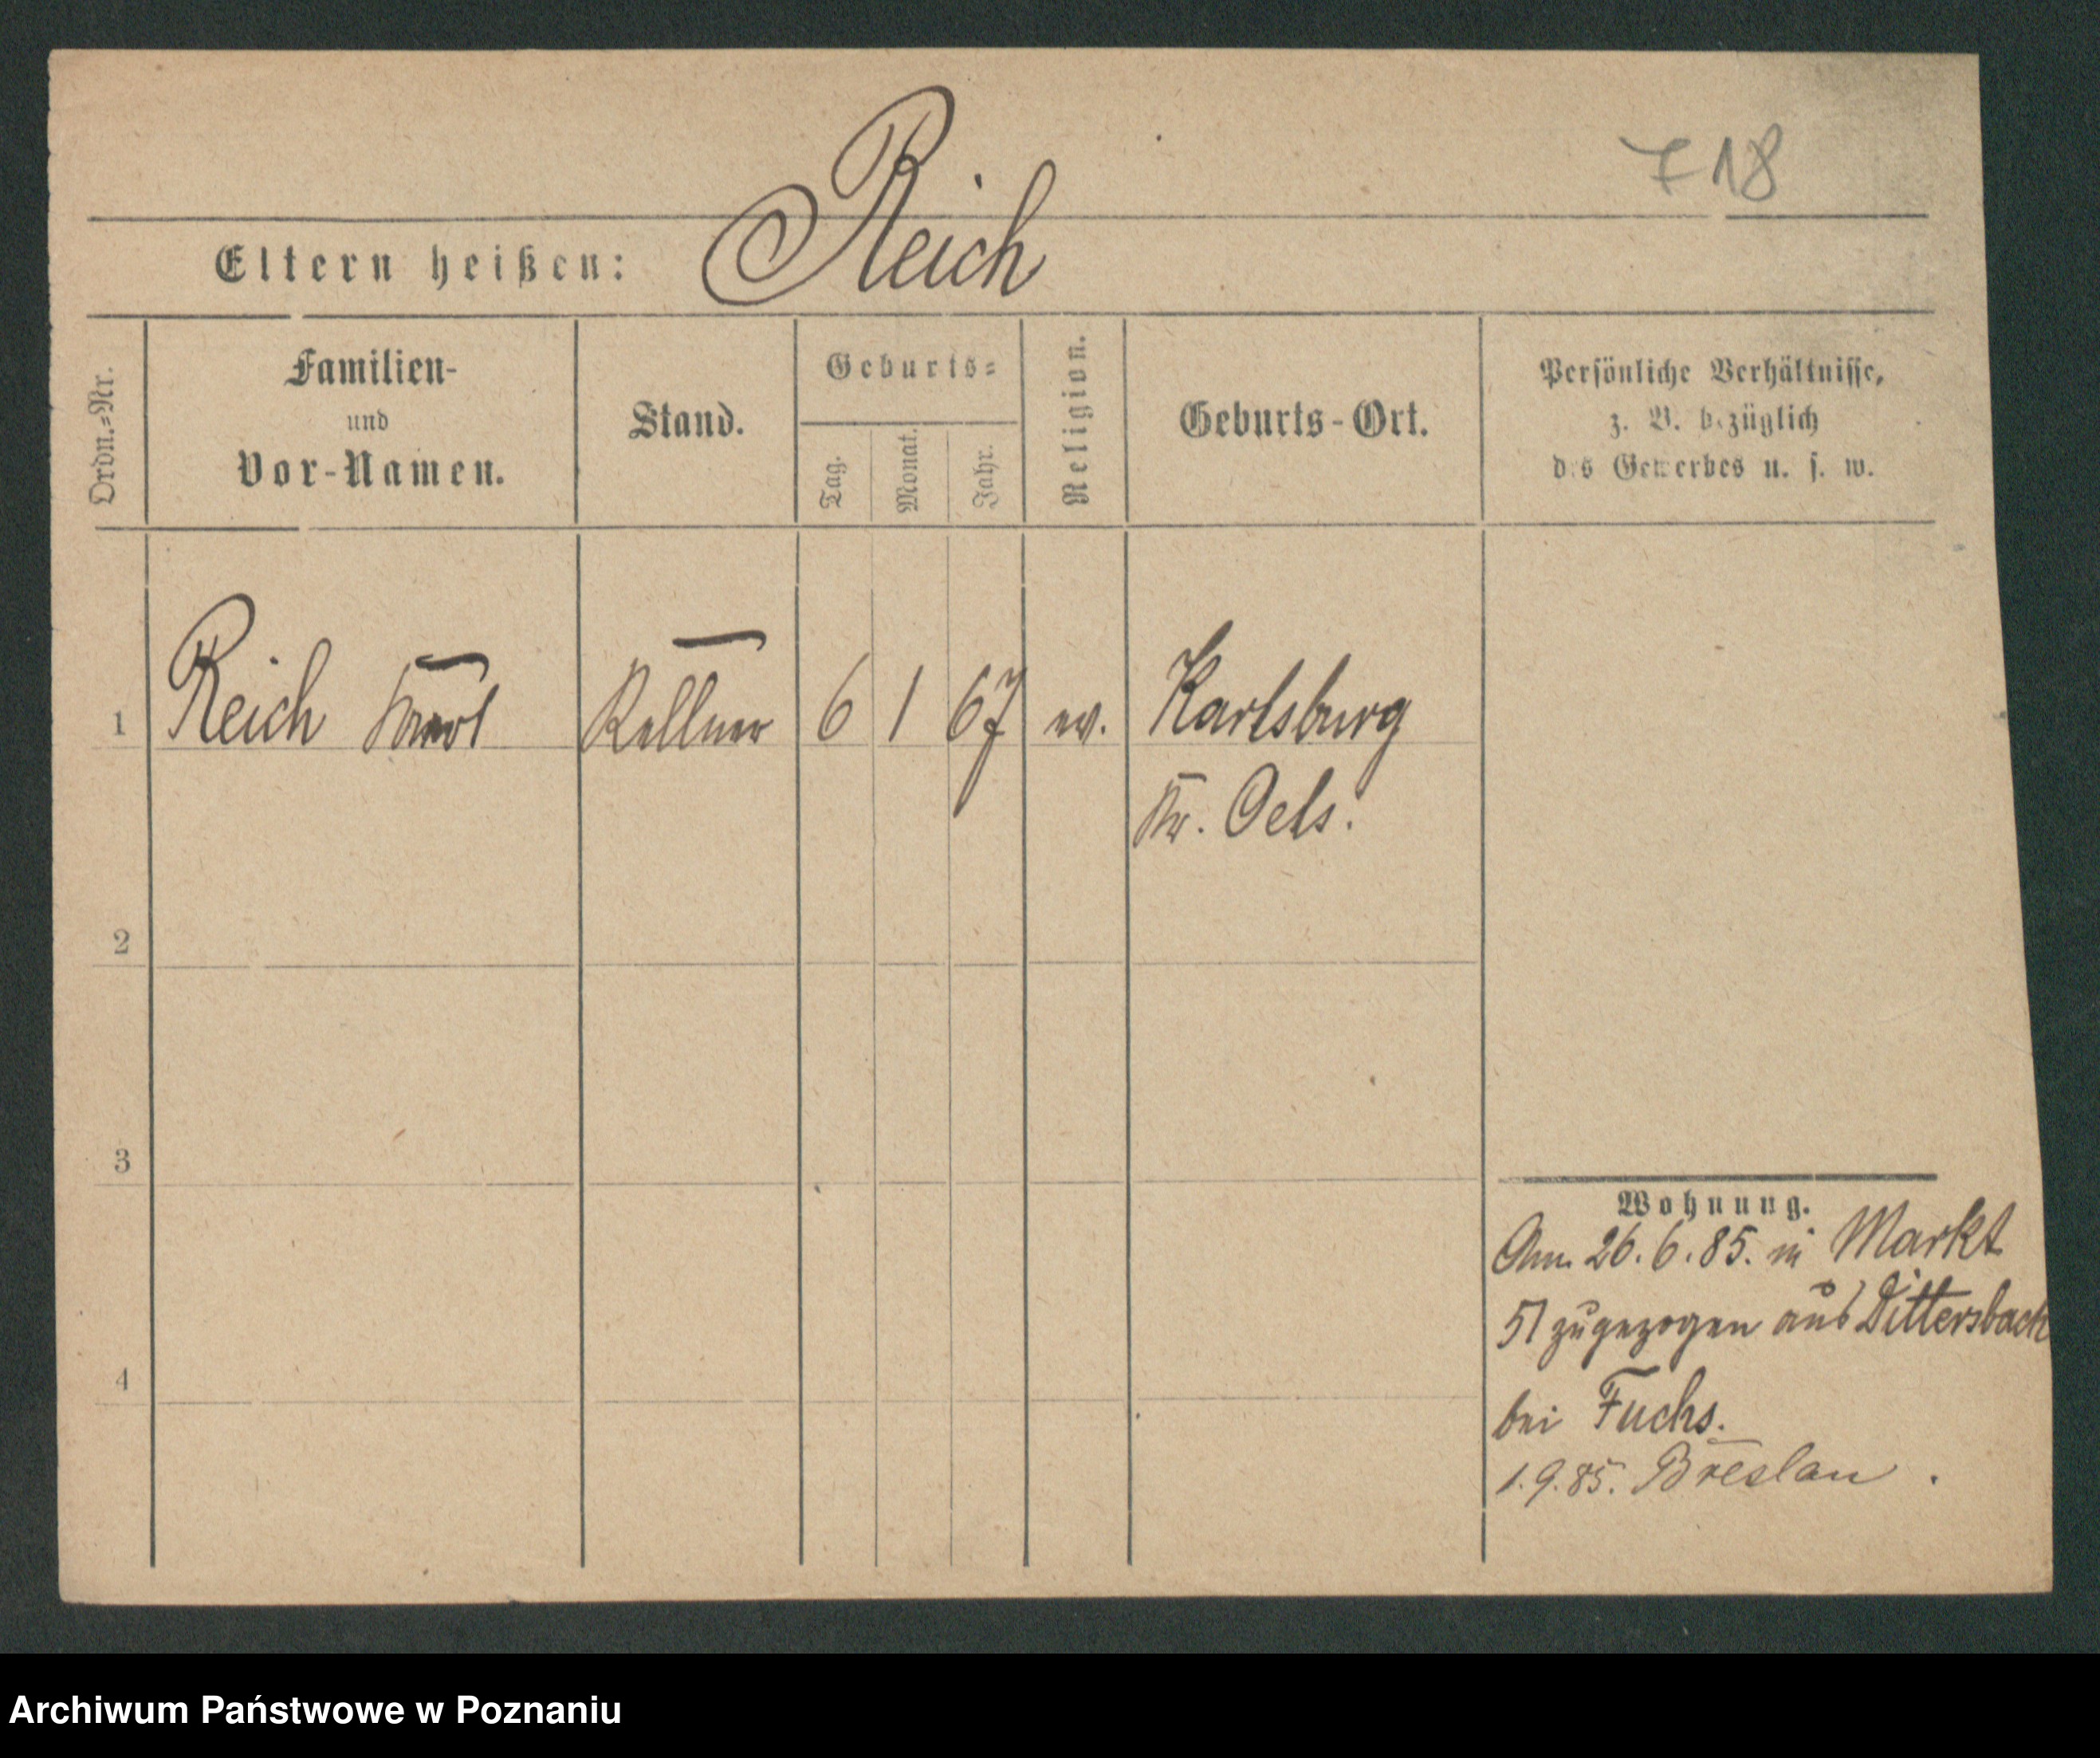 718
Reich
Eltern heißen:
Ordn.=Nr.
Familien-
und
Vor-Namen.
Stand.
Geburts=
Tag.
Monat.
Jahr.
Religion.
Geburts-Ort.
Persönliche Verhältnisse,
z. B. bezüglich
des Gewerbes u. s. w.
1 Reich Karl Kellner 6 1 67 ev. Karlsburg
Kr. Oels.
2
3
4
Wohnung.
Am 26.6.85. in Markt
51 zugezogen aus Dittersbach
bei Fuchs.
1.9.85. Breslau.
Archiwum Państwowe w Poznaniu